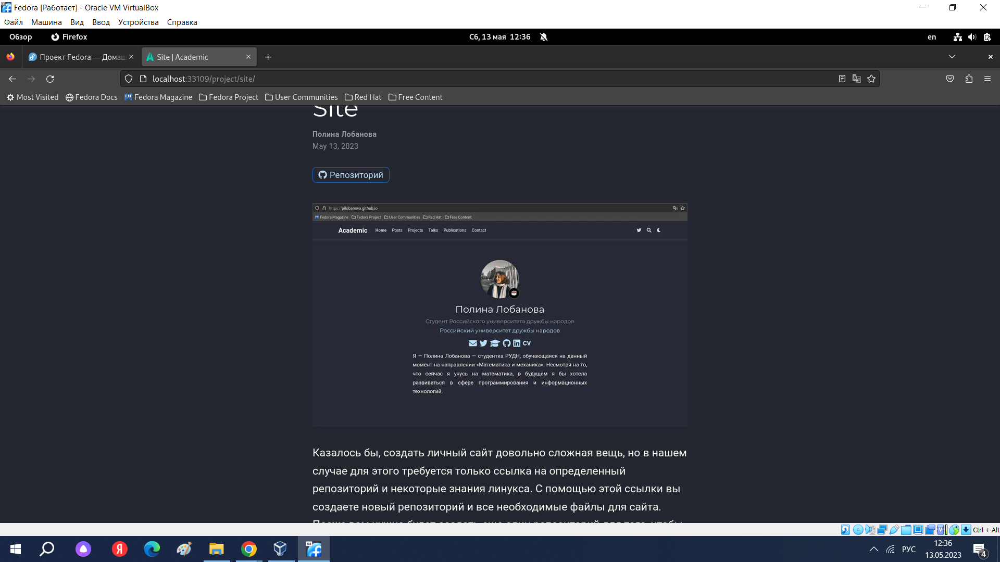 Fedora [Работает] - Oracle VM VirtualBox
Файл Машина Вид Ввод Устройства Справка
Обзор Firefox Сб, 13 мая 12:36 en
Проект Fedora — Домаш Site | Academic
localhost:33109/project/site/
Most Visited Fedora Docs Fedora Magazine Fedora Project User Communities Red Hat Free Content
Site
Полина Лобанова
May 13, 2023
Репозиторий
https://pilobanova.github.io
Fedora Magazine Fedora Project User Communities Red Hat Free Content
Academic Home Posts Projects Talks Publications Contact
Полина Лобанова
Студент Российского университета дружбы народов
Российский университет дружбы народов
CV
Я — Полина Лобанова — студентка РУДН, обучающаяся на данный
момент на направлении «Математика и механика». Несмотря на то,
что сейчас я учусь на математика, в будущем я бы хотела
развиваться в сфере программирования и информационных
технологий.
Казалось бы, создать личный сайт довольно сложная вещь, но в нашем
случае для этого требуется только ссылка на определенный
репозиторий и некоторые знания линукса. С помощью этой ссылки вы
создаете новый репозиторий и все необходимые файлы для сайта.
Ctrl + Alt
РУС 12:36
13.05.2023
4